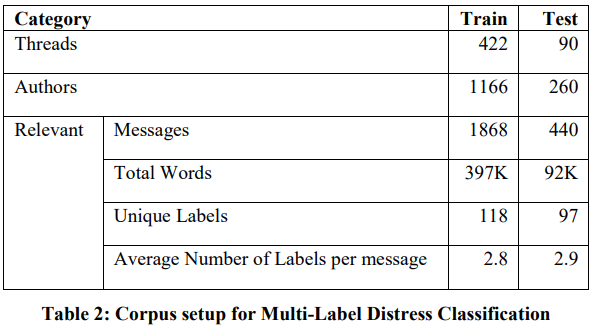 Category Train Test
Threads 422 90
Authors 1166 260
Relevant Messages 1868 440
Total Words 397K 92K
Unique Labels 118 97
Average Number of Labels per message 2.8 2.9
Table 2: Corpus setup for Multi-Label Distress Classification